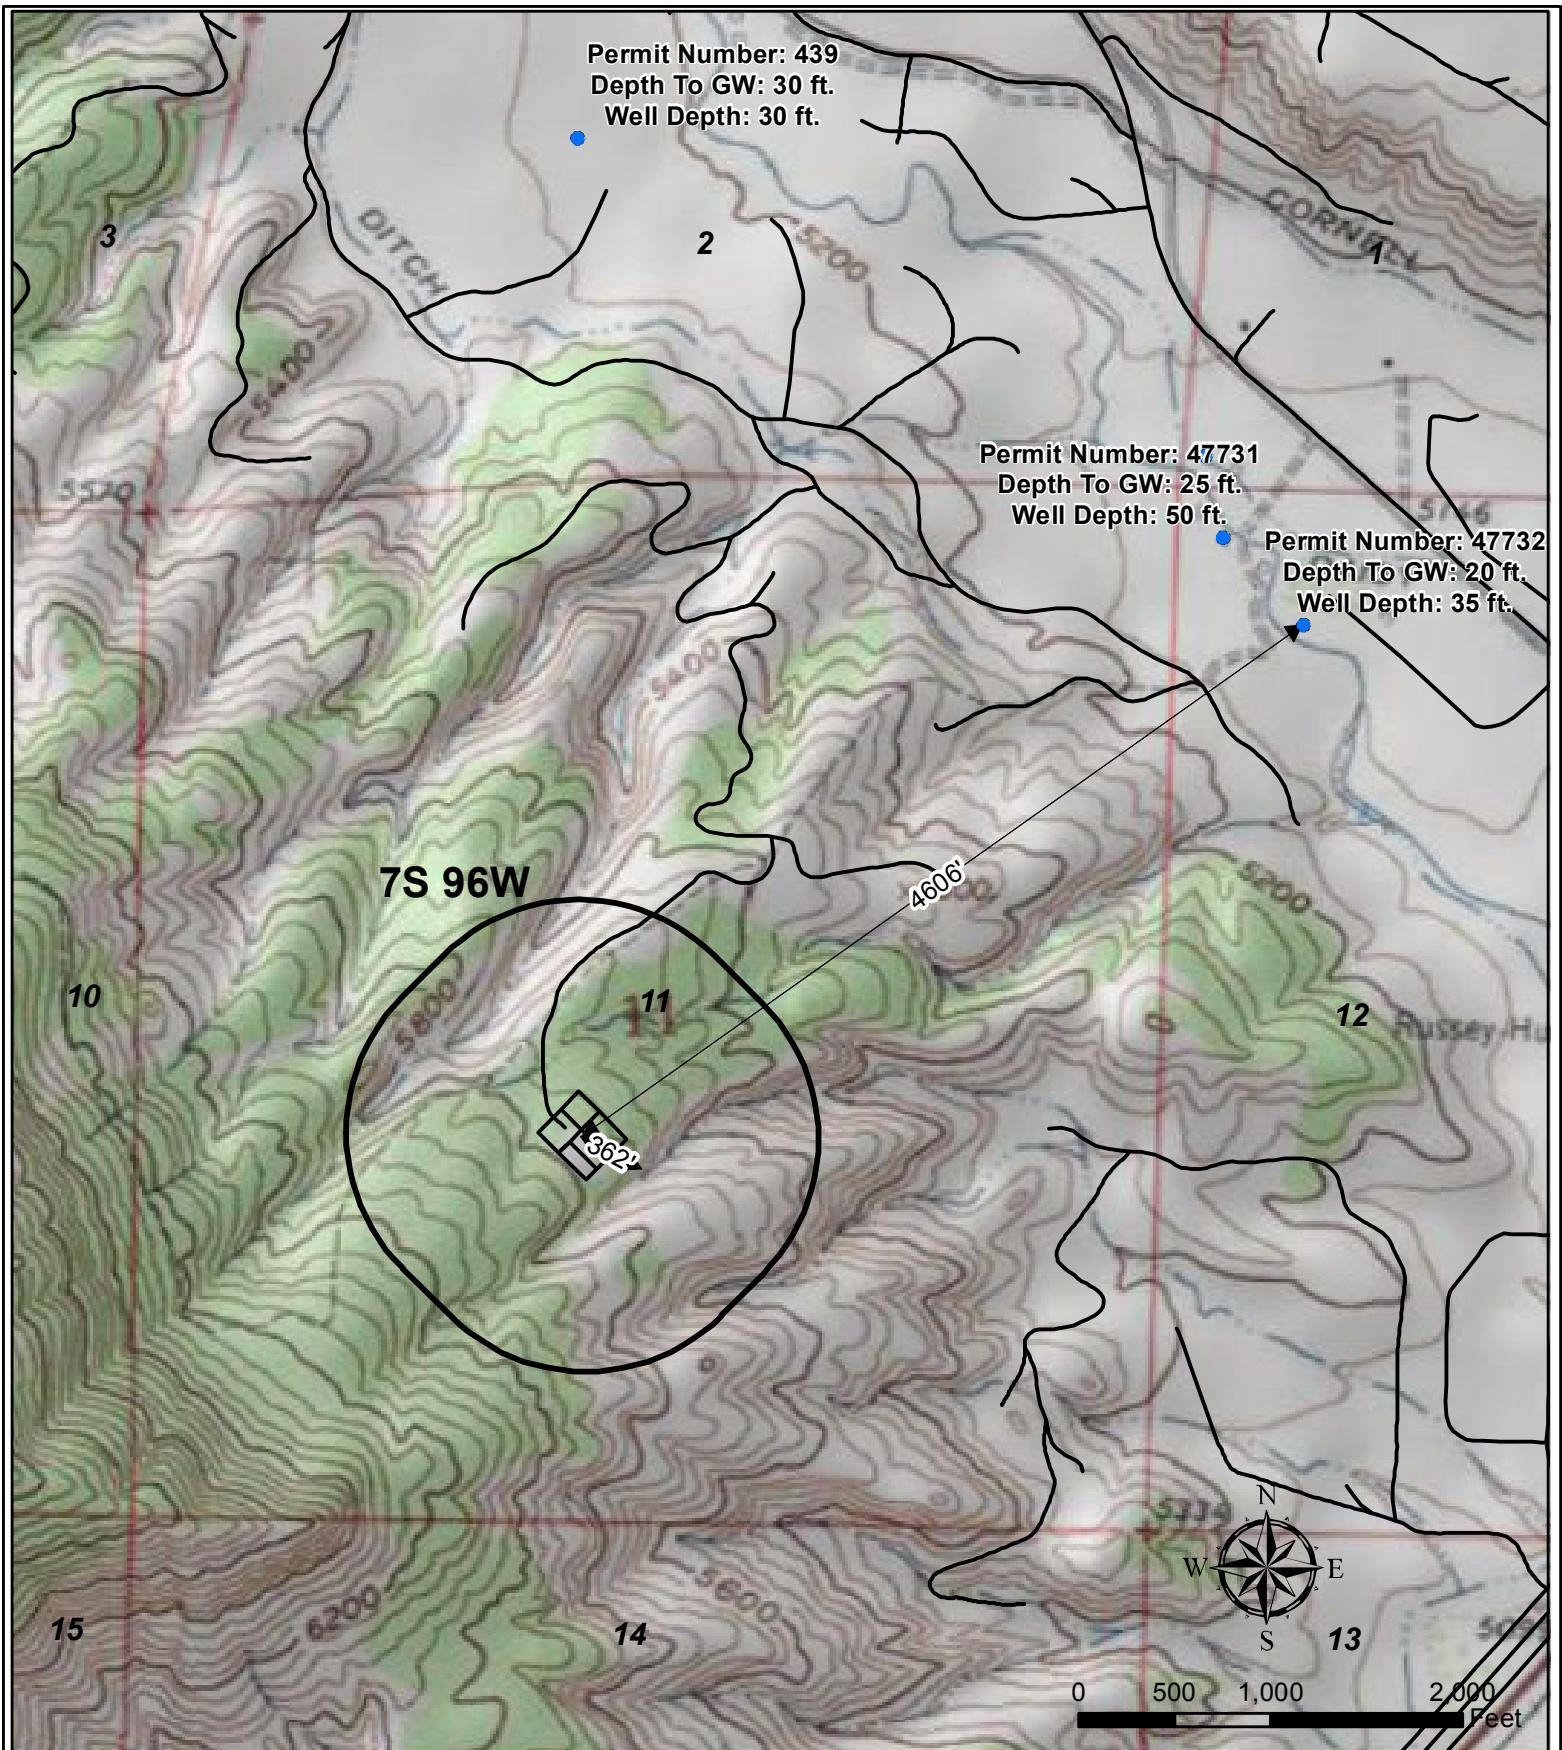 Permit Number: 439
Depth To GW: 30 ft.
Well Depth: 30 ft.
3
DITCH
2
5200
CORNELL
1
5400
Permit Number: 47731
Depth To GW: 25 ft.
Well Depth: 50 ft.
5570
Permit Number: 47732
Depth To GW: 20 ft.
Well Depth: 35 ft.
5400
7S 96W
4606'
5200
10
5800
11
12
362'
5334
N
W
E
S
15
6200
14
5600
13
0 500 1,000 2,000
Feet